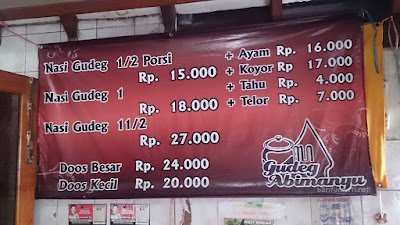 Nasi Gudeg 1/2 Porsi
Rp. 15.000
Nasi Gudeg 1
Rp. 18.000
Nasi Gudeg 11/2
Rp. 27.000
Doos Besar Rp. 24.000
Doos Kecil Rp. 20.000
+ Ayam Rp. 16.000
+ Koyor Rp. 17.000
+ Tahu Rp. 4.000
+ Telor Rp. 7.000
Gudeg
Abimanyu